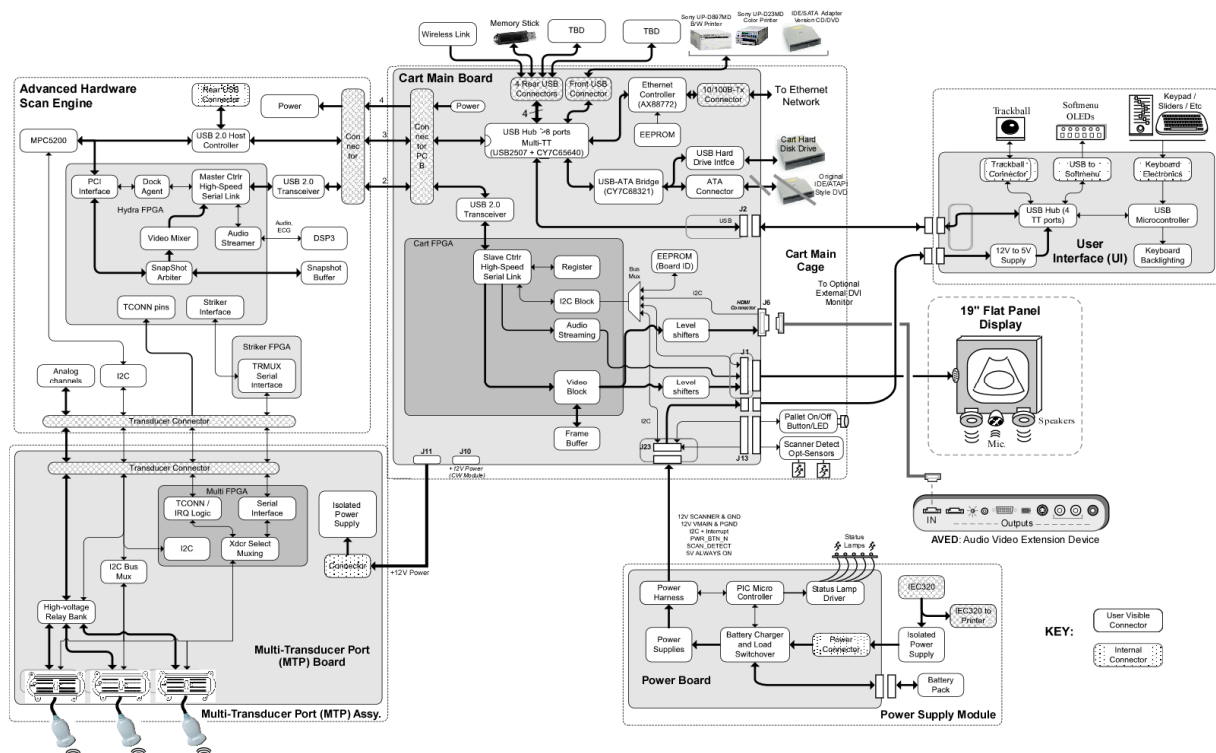 Sony UP-D897MD
B/W Printer
Sony UP-D23MD
Color Printer
IDE/SATA Adapter
Version CD/DVD
Wireless Link
Memory Stick
TBD
TBD
Advanced Hardware
Scan Engine
Rear USB
Connector
Power
MPC5200
USB 2.0 Host
Controller
Connector
4
3
2
PCI
Interface
Dock
Agent
Master Ctrlr
High-Speed
Serial Link
USB 2.0
Transceiver
Hydra FPGA
Video Mixer
Audio
Streamer
Audio,
ECG
DSP3
SnapShot
Arbiter
Snapshot
Buffer
TCONN pins
Striker
Interface
Striker FPGA
TRMUX
Serial
Interface
Analog
channels
I2C
Transducer Connector
Cart Main Board
4 Rear USB
Connectors
Front USB
Connector
Ethernet
Controller
(AX88772)
10/100B-Tx
Connector
To Ethernet
Network
Connector PCB
Power
4
USB Hub >8 ports
Multi-TT
(USB2507 + CY7C65640)
EEPROM
USB Hard
Drive Intfce
Cart Hard
Disk Drive
USB-ATA Bridge
(CY7C68321)
ATA
Connector
Original
IDE/ATAPI
Style DVD
USB 2.0
Transceiver
USB
J2
Cart FPGA
Slave Ctrlr
High-Speed
Serial Link
Register
Bus
Mux
EEPROM
(Board ID)
I2C Block
I2C
HDMI
Connector
J6
Audio
Streaming
Level
shifters
J1
Video
Block
Level
shifters
Frame
Buffer
I2C
J23
J13
Pallet On/Off
Button/LED
Scanner Detect
Opt-Sensors
J11
J10
+12V Power
(CW Module)
Cart Main
Cage
To Optional
External DVI
Monitor
Trackball
Softmenu
OLEDs
Keypad /
Sliders / Etc
Trackball
Connector
USB to
Softmenu
Keyboard
Electronics
USB Hub (4
TT ports)
USB
Microcontroller
12V to 5V
Supply
User
Interface (UI)
Keyboard
Backlighting
19" Flat Panel
Display
Speakers
Mic.
IN
Outputs
AVED: Audio Video Extension Device
Transducer Connector
Multi FPGA
TCONN /
IRQ Logic
Serial
Interface
I2C
Xdcr Select
Muxing
Isolated
Power
Supply
Connector
+12V Power
I2C Bus
Mux
High-voltage
Relay Bank
Multi-Transducer Port
(MTP) Board
Multi-Transducer Port (MTP) Assy.
12V SCANNER & GND
12V VMAIN & PGND
I2C + Interrupt
PWR_BTN_N
SCAN_DETECT
5V ALWAYS ON
Status
Lamps
Power
Harness
PIC Micro
Controller
Status Lamp
Driver
IEC320
IEC320 to
Printer
Power
Supplies
Battery Charger
and Load
Switchover
Power
Connector
Isolated
Power
Supply
Power Board
Battery
Pack
Power Supply Module
KEY:
User Visible
Connector
Internal
Connector